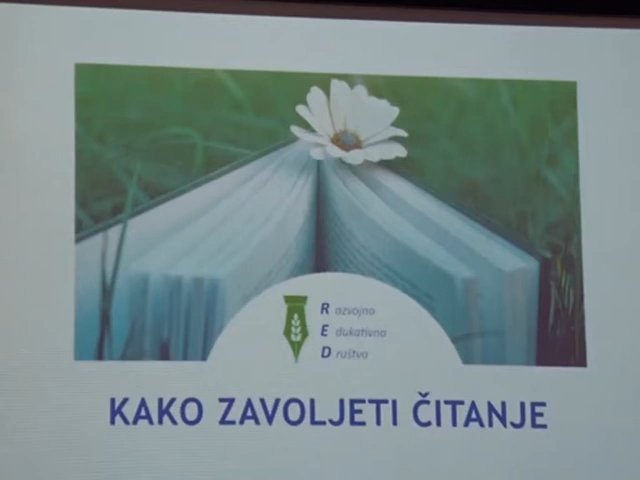 R azvojno
E dukativno
D ruštvo
KAKO ZAVOLJETI ČITANJE